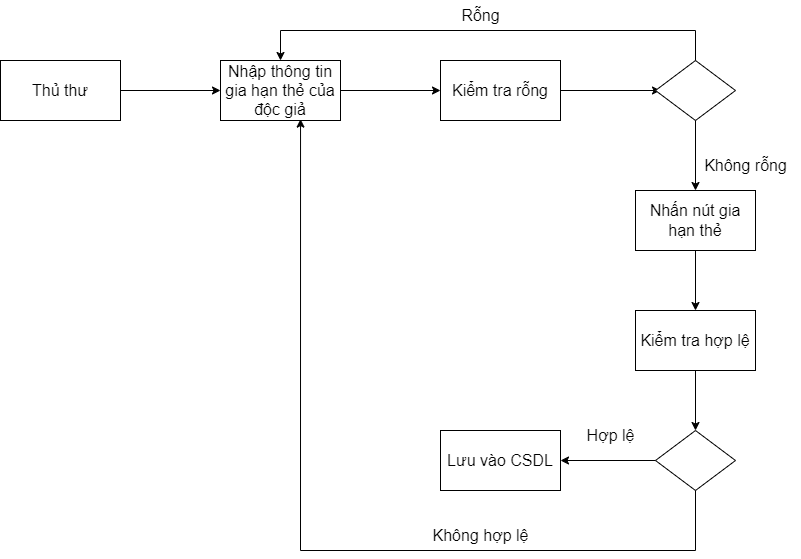 Rỗng
Thủ thư
Nhập thông tin
gia hạn thẻ của
độc giả
Kiểm tra rỗng
Không rỗng
Nhấn nút gia
hạn thẻ
Kiểm tra hợp lệ
Hợp lệ
Lưu vào CSDL
Không hợp lệ